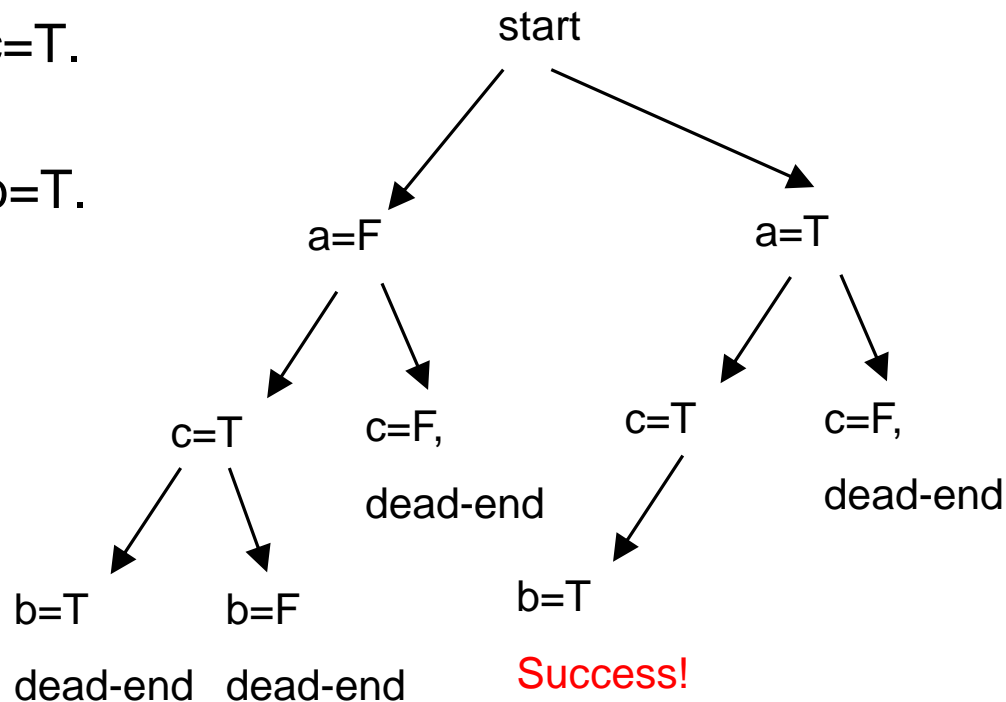 start
=T.
=T.
a=F
a=T
c=T
c=F,
dead-end
c=T
c=F,
dead-end
b=T
b=F
b=T
dead-end
dead-end
Success!